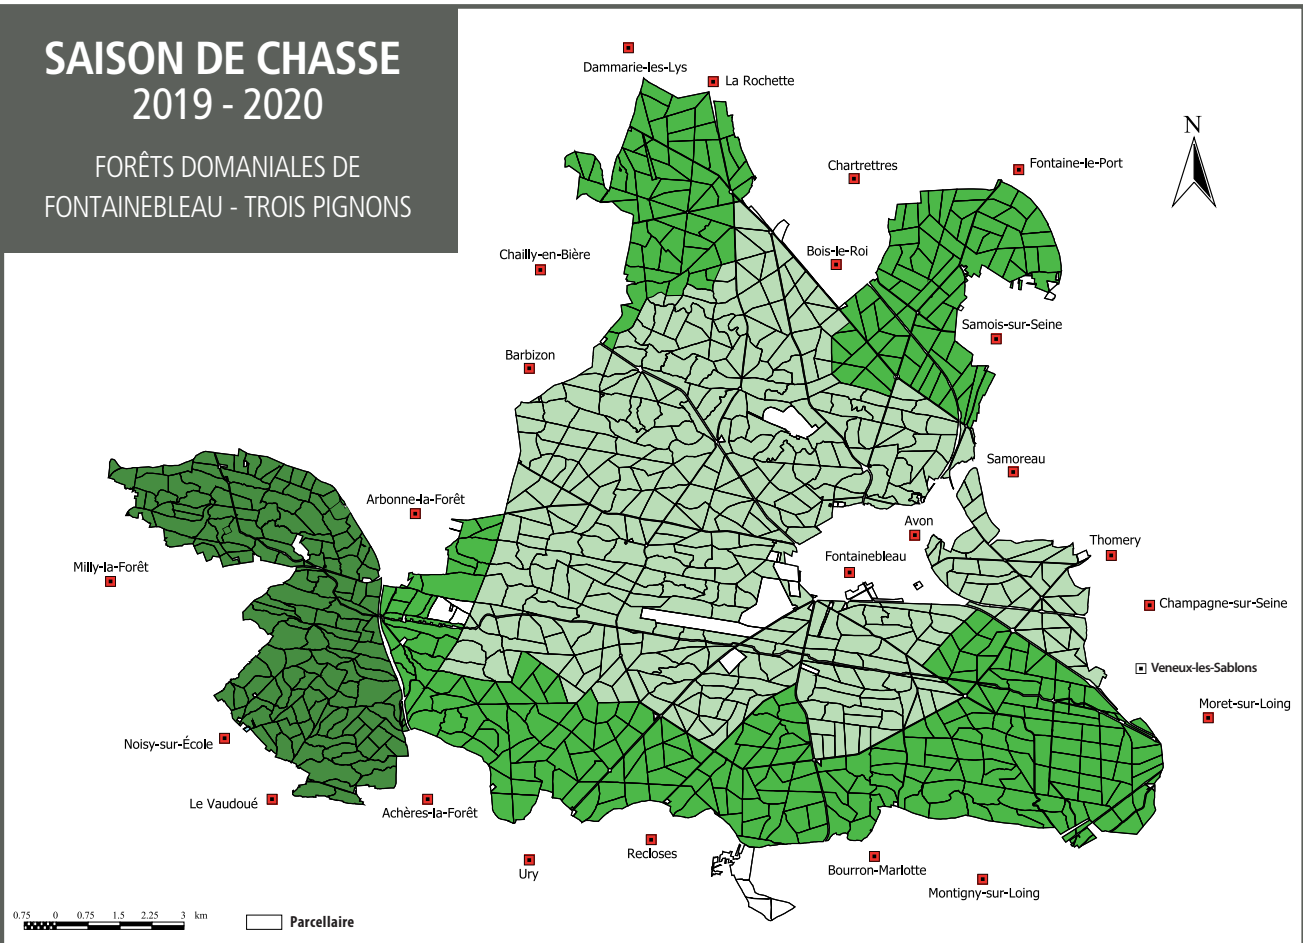 SAISON DE CHASSE
2019 - 2020
FORÊTS DOMANIALES DE
FONTAINEBLEAU - TROIS PIGNONS
Dammarie-les-Lys
La Rochette
N
Chartrettres
Fontaine-le-Port
Chailly-en-Bière
Bois-le-Roi
Samois-sur-Seine
Barbizon
Samoreau
Arbonne-la-Forêt
Avon
Thomery
Fontainebleau
Milly-la-Forêt
Champagne-sur-Seine
Veneux-les-Sablons
Moret-sur-Loing
Noisy-sur-École
Le Vaudoué
Achères-la-Forêt
Recloses
Ury
Bourron-Marlotte
Montigny-sur-Loing
0.75 0 0.75 1.5 2.25 3 km
Parcellaire